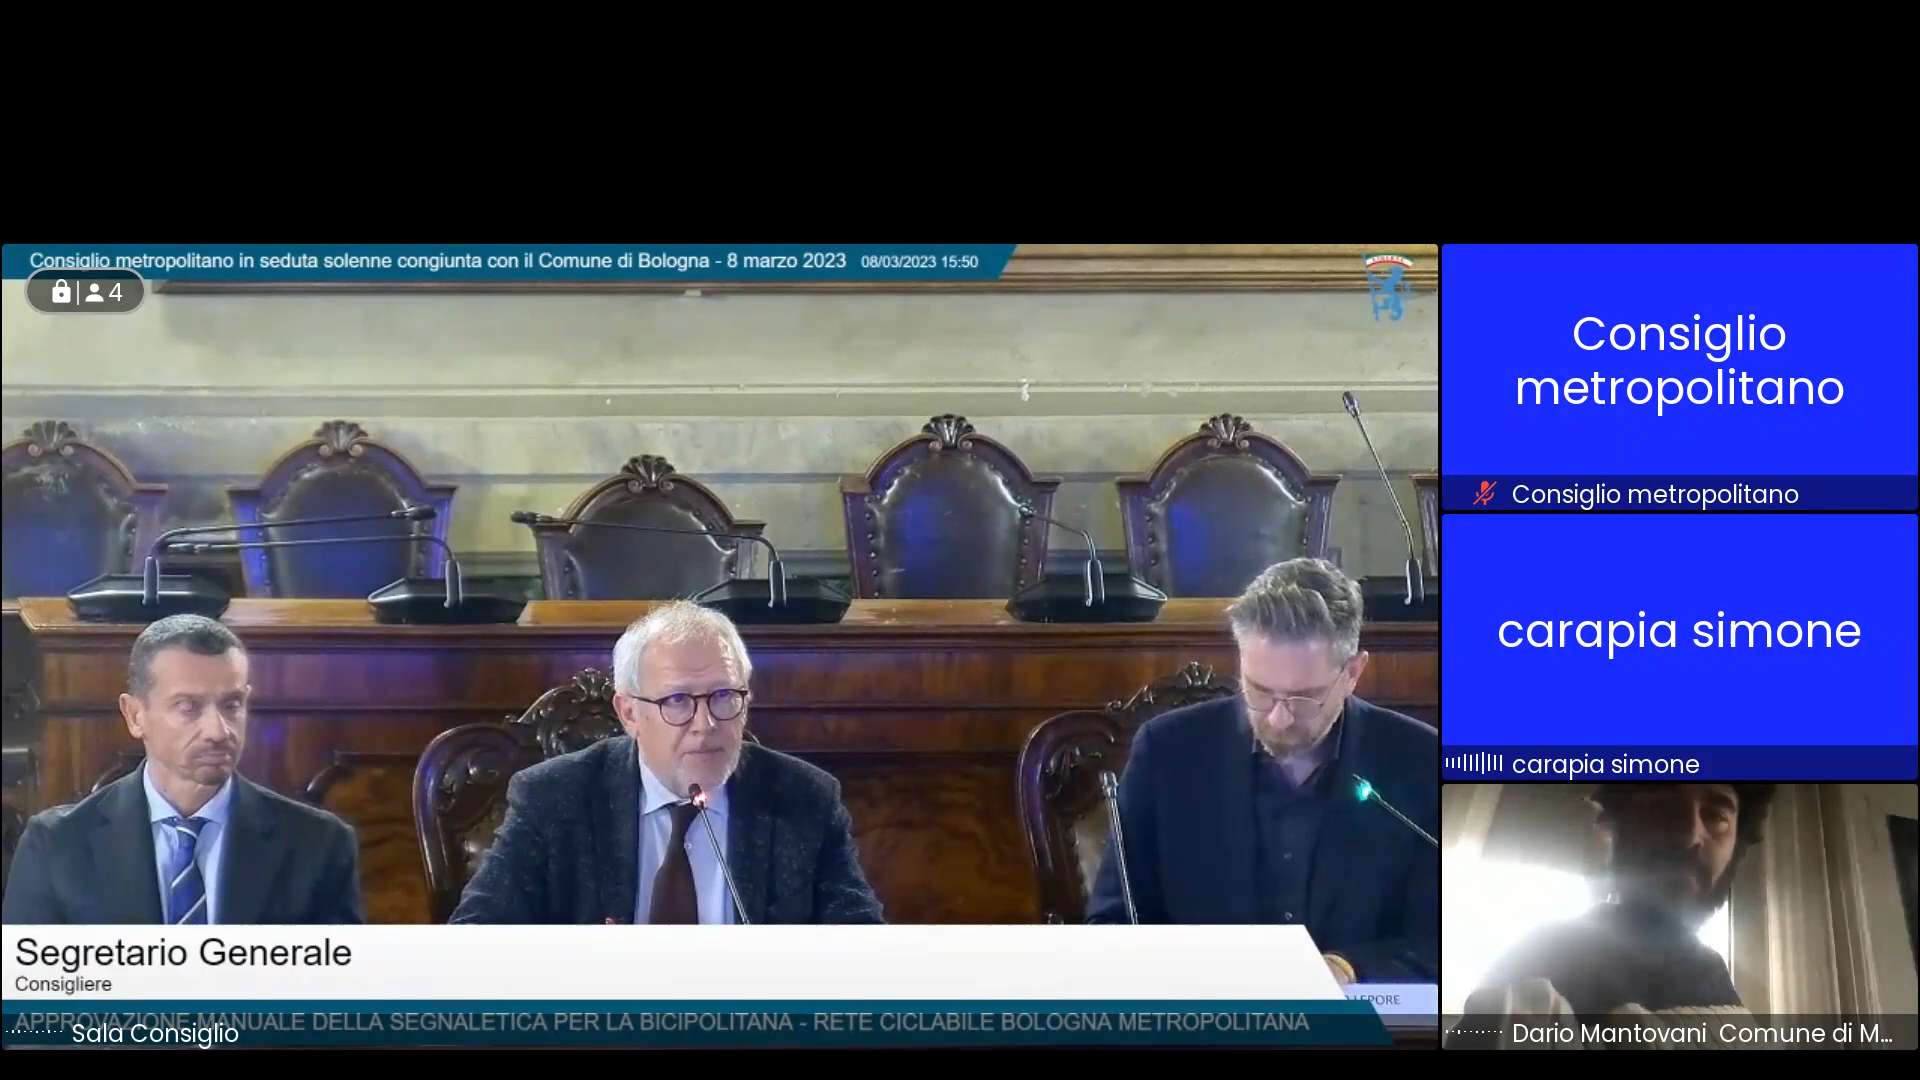 Consiglio metropolitano in seduta solenne congiunta con il Comune di Bologna - 8 marzo 2023 08/03/2023 15:50
4
Consiglio
metropolitano
Consiglio metropolitano
carapia simone
carapia simone
Segretario Generale
Consigliere
LEPORE
APPROVAZIONE MANUALE DELLA SEGNALETICA PER LA BICIPOLITANA - RETE CICLABILE BOLOGNA METROPOLITANA
Sala Consiglio
Dario Mantovani Comune di M...